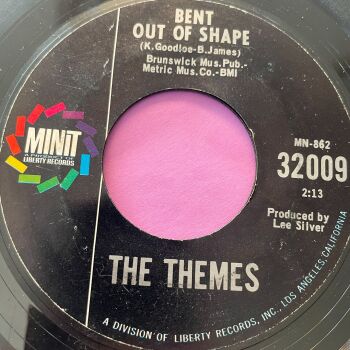 BENT
OUT OF SHAPE
(K. Goodloe-B. James)
Brunswick Mus. Pub.-
Metric Mus. Co.-BMI
MINIT
LIBERTY RECORDS
MN-862
32009
2:13
Produced by
Lee Silver
THE THEMES
A DIVISION OF LIBERTY RECORDS, INC., LOS ANGELES, CALIFORNIA